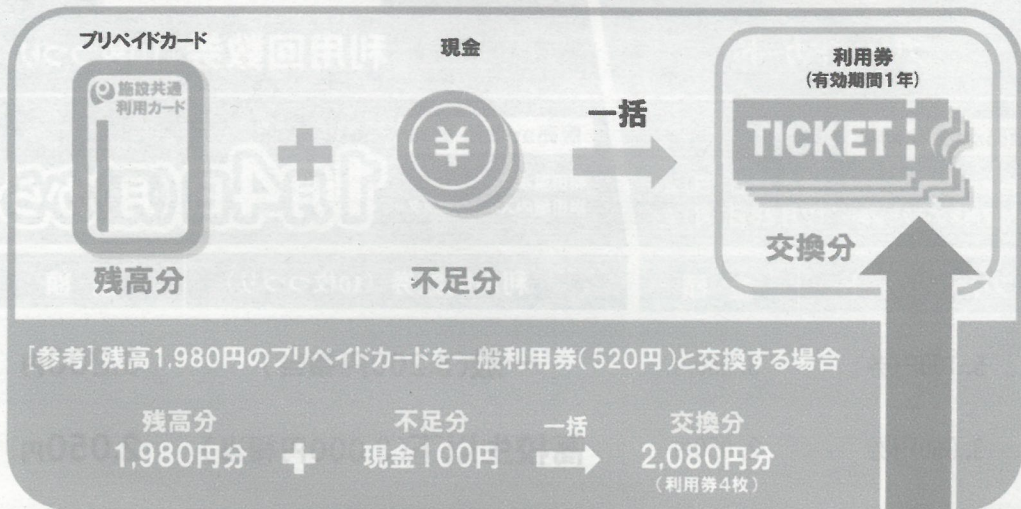 プリペイドカード
現金
利用券
(有効期間1年)
施設共通
利用カード
¥
一括
TICKET
残高分
不足分
交換分
[参考]残高1,980円のプリペイドカードを一般利用券(520円)と交換する場合
残高分
不足分
一括
交換分
1,980円分
現金100円
2,080円分
(利用券4枚)